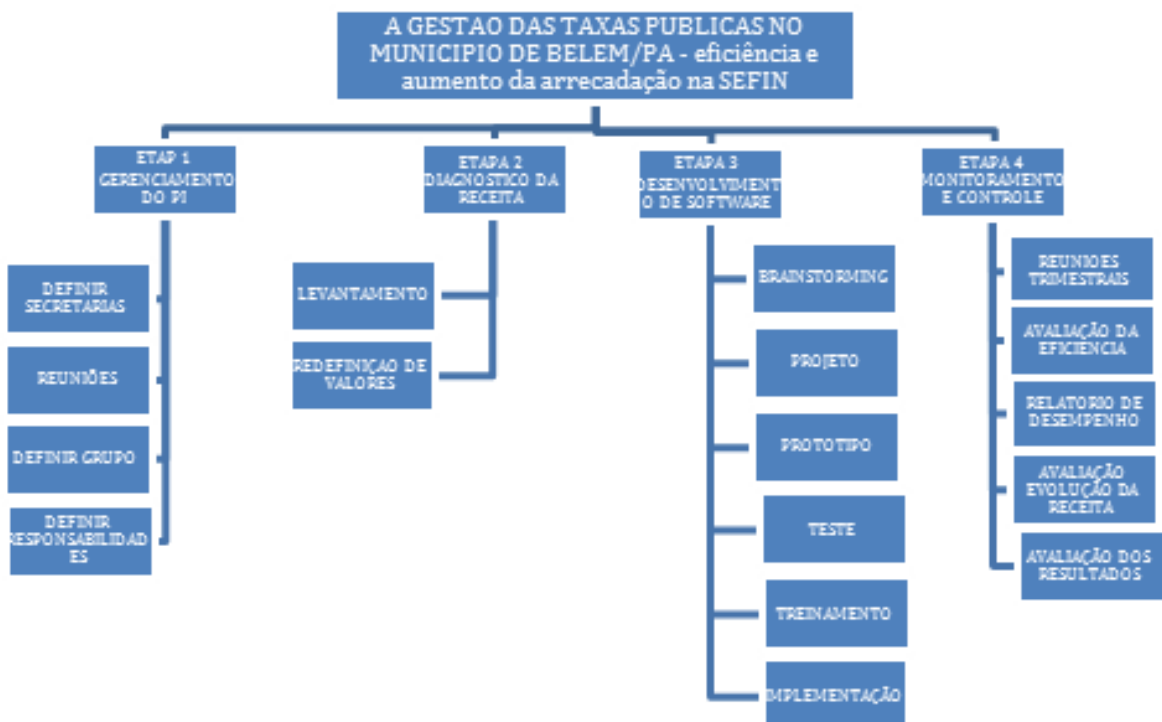 A GESTAO DAS TAXAS PUBLICAS NO
MUNICIPIO DE BELEM/PA - eficiência e
aumento da arrecadação na SEFIN
ETAP 1
GERENCIAMENTO
DO PI
ETAPA 2
DIAGNOSTICO DA
RECEITA
ETAPA 3
DESENVOLVIMENT
O DE SOFTWARE
ETAPA 4
MONITORAMENTO
E CONTROLE
DEFINIR
SECRETARIAS
REUNIÕES
DEFINIR GRUPO
DEFINIR
RESPONSABILIDAD
ES
LEVANTAMENTO
REDEFINIÇAO DE
VALORES
BRAINSTORMING
PROJETO
PROTOTIPO
TESTE
TREINAMENTO
IMPLEMENTAÇÃO
REUNIOES
TRIMESTRAIS
AVALIAÇÃO DA
EFICIENCIA
RELATORIO DE
DESEMPENHO
AVALIAÇÃO
EVOLUÇÃO DA
RECEITA
AVALIAÇÃO DOS
RESULTADOS